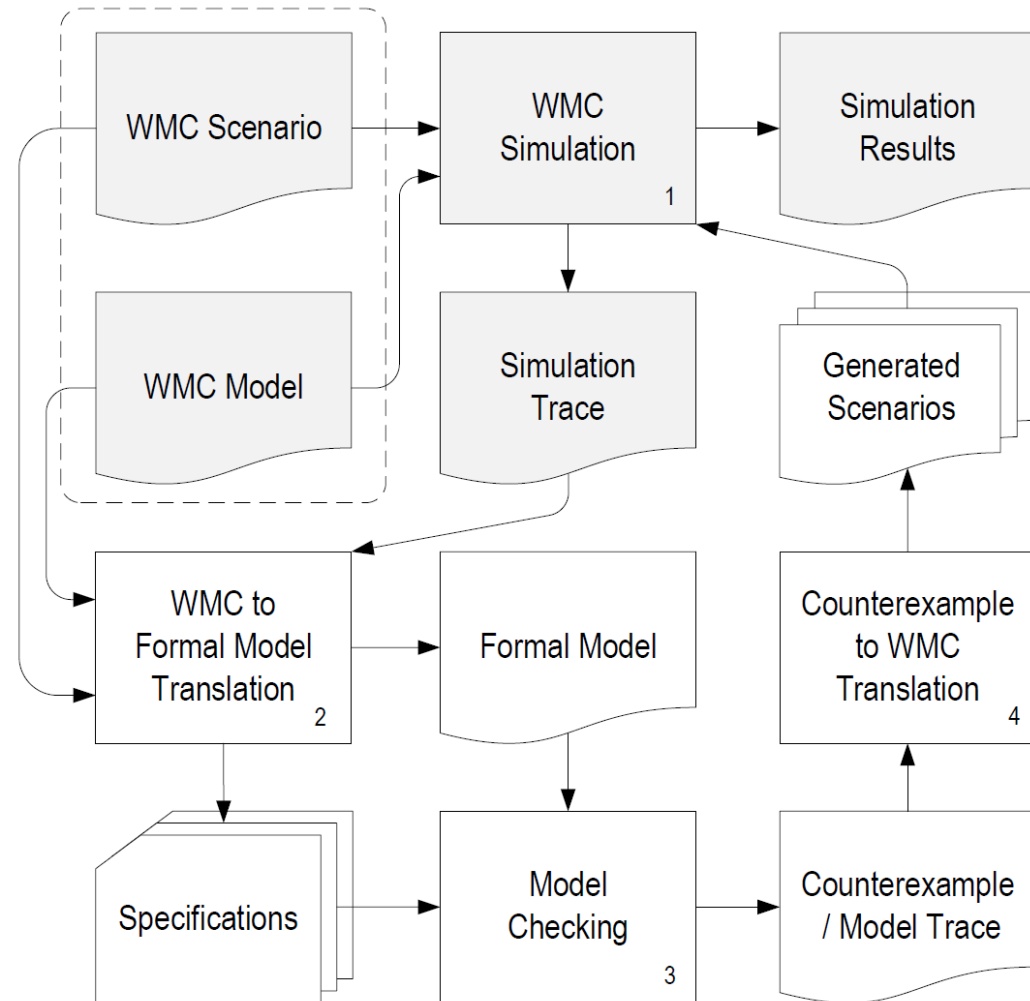 WMC Scenario
WMC
Simulation
1
Simulation
Results
WMC Model
Simulation
Trace
Generated
Scenarios
WMC to
Formal Model
Translation
2
Formal Model
Counterexample
to WMC
Translation
4
Specifications
Model
Checking
3
Counterexample
/ Model Trace